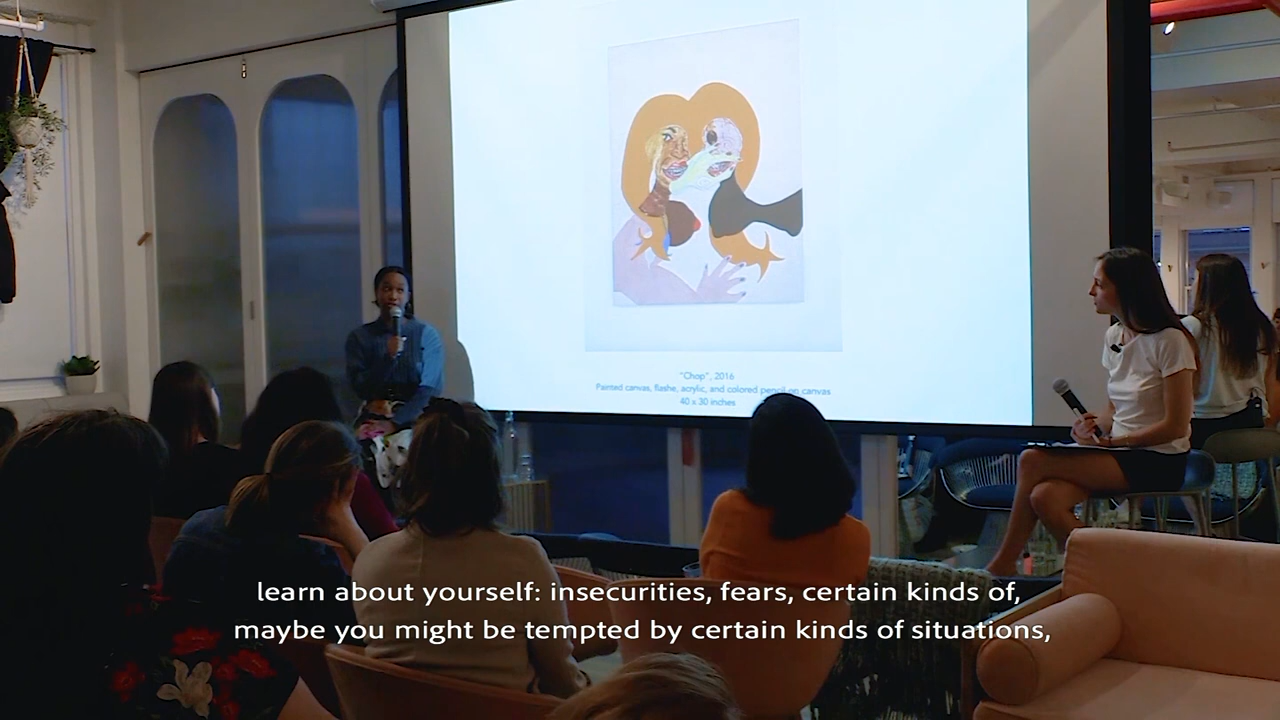 "Chop", 2016
Painted canvas, flashe, acrylic, and colored pencil on canvas
40 x 30 inches
learn about yourself: insecurities, fears, certain kinds of,
maybe you might be tempted by certain kinds of situations,